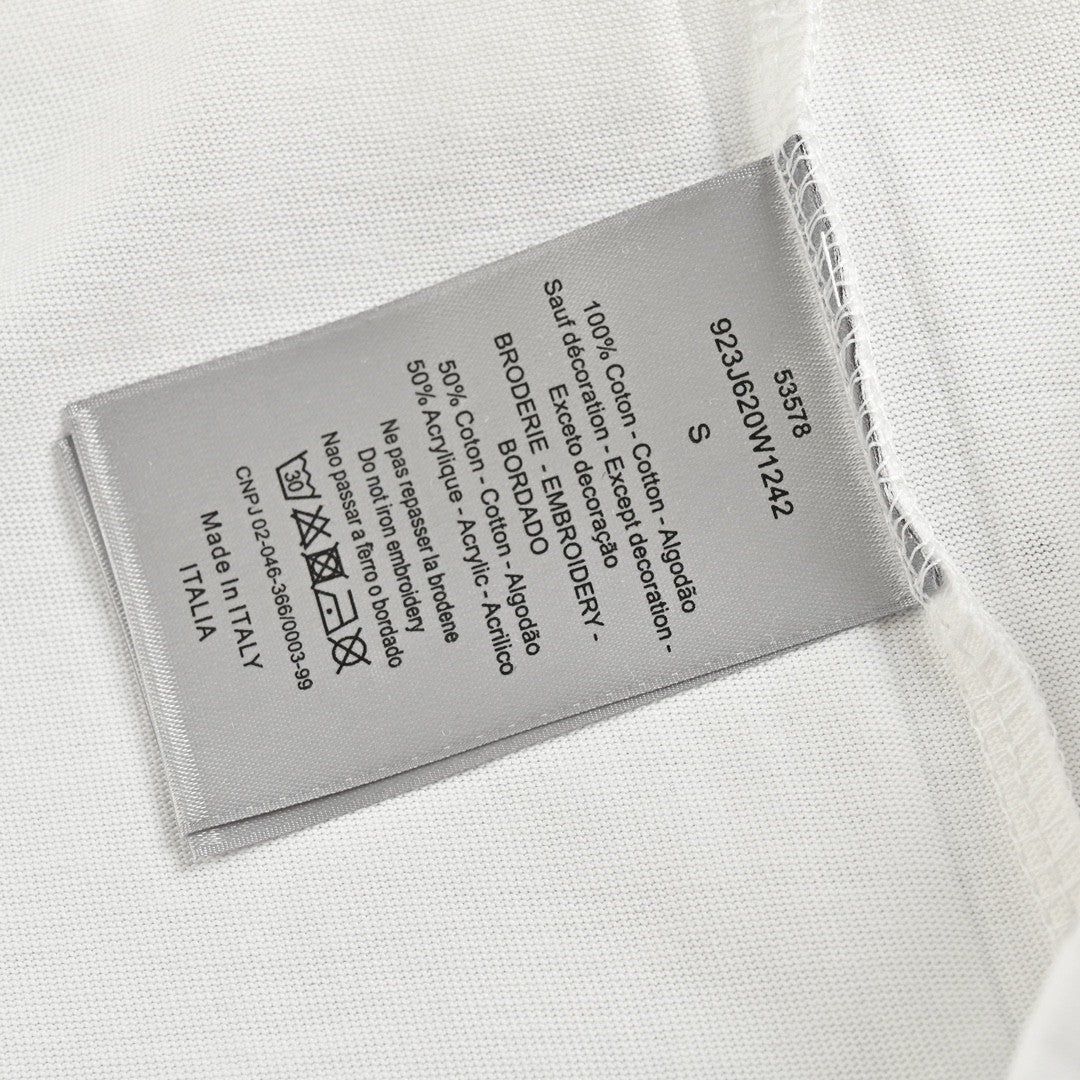 53578
923J620W1242
S
100% Coton - Cotton - Algodão
Sauf décoration - Except decoration -
Exceto decoração
BRODERIE - EMBROIDERY -
BORDADO
50% Coton - Cotton - Algodão
50% Acrylique - Acrylic - Acrilico
Ne pas repasser la brodene
Do not iron embroidery
Nao passar a ferro o bordado
30
CNPJ 02-046-366/0003-99
Made In ITALY
ITALIA